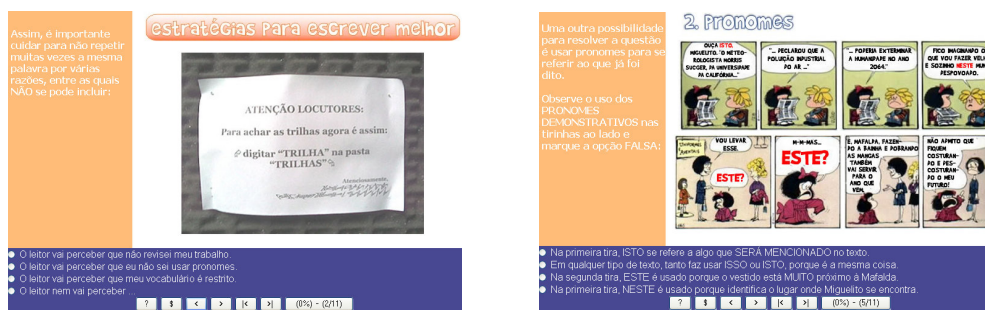 estratégias para escrever melhor
Assim, é importante
cuidar para não repetir
muitas vezes a mesma
palavra por várias
razões, entre as quais
NÃO se pode incluir:
ATENÇÃO LOCUTORES:
Para achar as trilhas agora é assim:
digitar “TRILHA” na pasta
“TRILHAS”
Atenciosamente,
O leitor vai perceber que não revisei meu trabalho.
O leitor vai perceber que eu não sei usar pronomes.
O leitor vai perceber que meu vocabulário é restrito.
O leitor nem vai perceber ...
? $ < > |< >| (0%) - (2/11)
2. Pronomes
Uma outra possibilidade
para resolver a questão
é usar pronomes para se
referir ao que já foi
dito.
Observe o uso dos
PRONOMES
DEMONSTRATIVOS nas
tirinhas ao lado e
marque a opção FALSA:
OUÇA ISTO,
MIGUELITO. "O METEO-
ROLOGISTA MORRIS
SUGGER, DA UNIVERSIDADE
DA CALIFÓRNIA..."
"... DECLAROU QUE A
POLUIÇÃO INDUSTRIAL
DO AR ..."
"... PODERIA EXTERMINAR
A HUMANIDADE NO ANO
2064."
FICO IMAGINANDO O
QUE VOU FAZER VEL
E SOZINHO NESTE MUN
DESPOVOADO.
VOU LEVAR
ESSE.
ESTE?
M-M-MAS...
ESTE?
É, MAFALDA. FAZEN-
DO A BAINHA E DOBRANDO
AS MANGAS
TAMBÉM
VAI SERVIR
PARA O
ANO QUE
VEM.
NÃO ADMITO QUE
FIQUEM
COSTURAN-
DO E DES-
COSTURAN-
DO O MEU
FUTURO!
Na primeira tira, ISTO se refere a algo que SERÁ MENCIONADO no texto.
Em qualquer tipo de texto, tanto faz usar ISSO ou ISTO, porque é a mesma coisa.
Na segunda tira, ESTE é usado porque o vestido está MUITO próximo à Mafalda.
Na primeira tira, NESTE é usado porque identifica o lugar onde Miguelito se encontra.
? $ < > |< >| (0%) - (5/11)